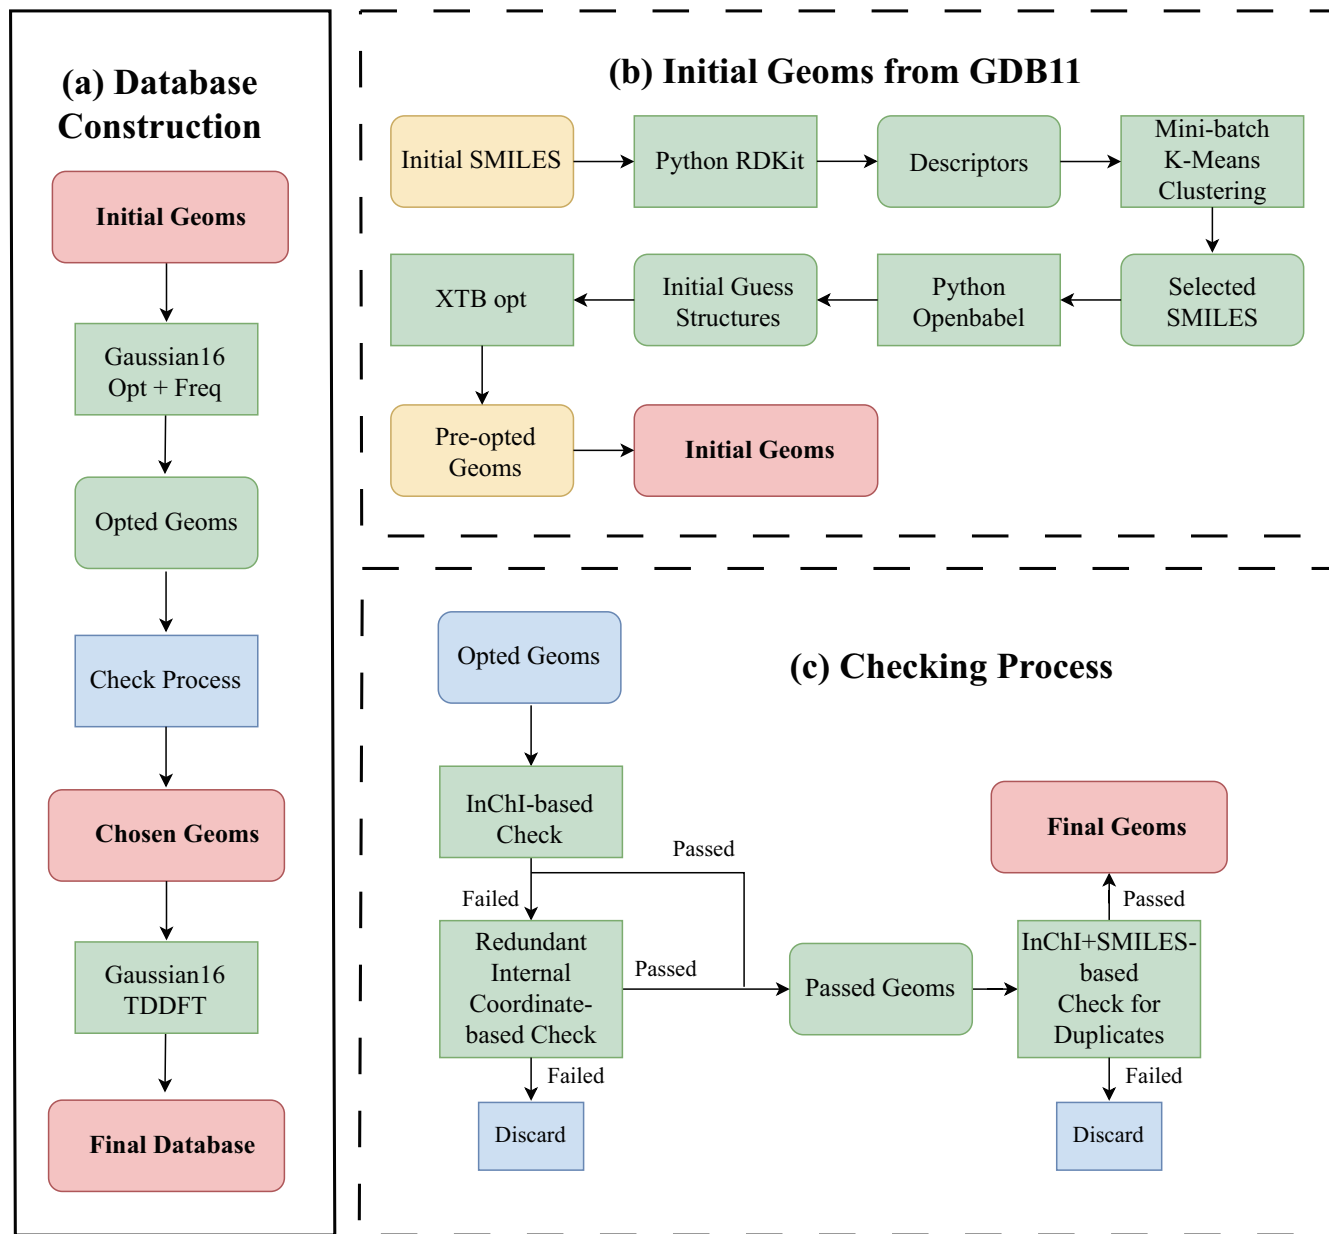 (a) Database
Construction
Initial Geoms
Gaussian16
Opt + Freq
Opted Geoms
Check Process
Chosen Geoms
Gaussian16
TDDFT
Final Database
(b) Initial Geoms from GDB11
Initial SMILES
Python RDKit
Descriptors
Mini-batch
K-Means
Clustering
Selected
SMILES
Python
Openbabel
Initial Guess
Structures
XTB opt
Pre-opted
Geoms
Initial Geoms
(c) Checking Process
Opted Geoms
InChI-based
Check
Passed
Failed
Redundant
Internal
Coordinate-
based Check
Passed
Failed
Discard
Passed Geoms
InChI+SMILES-
based
Check for
Duplicates
Passed
Final Geoms
Failed
Discard